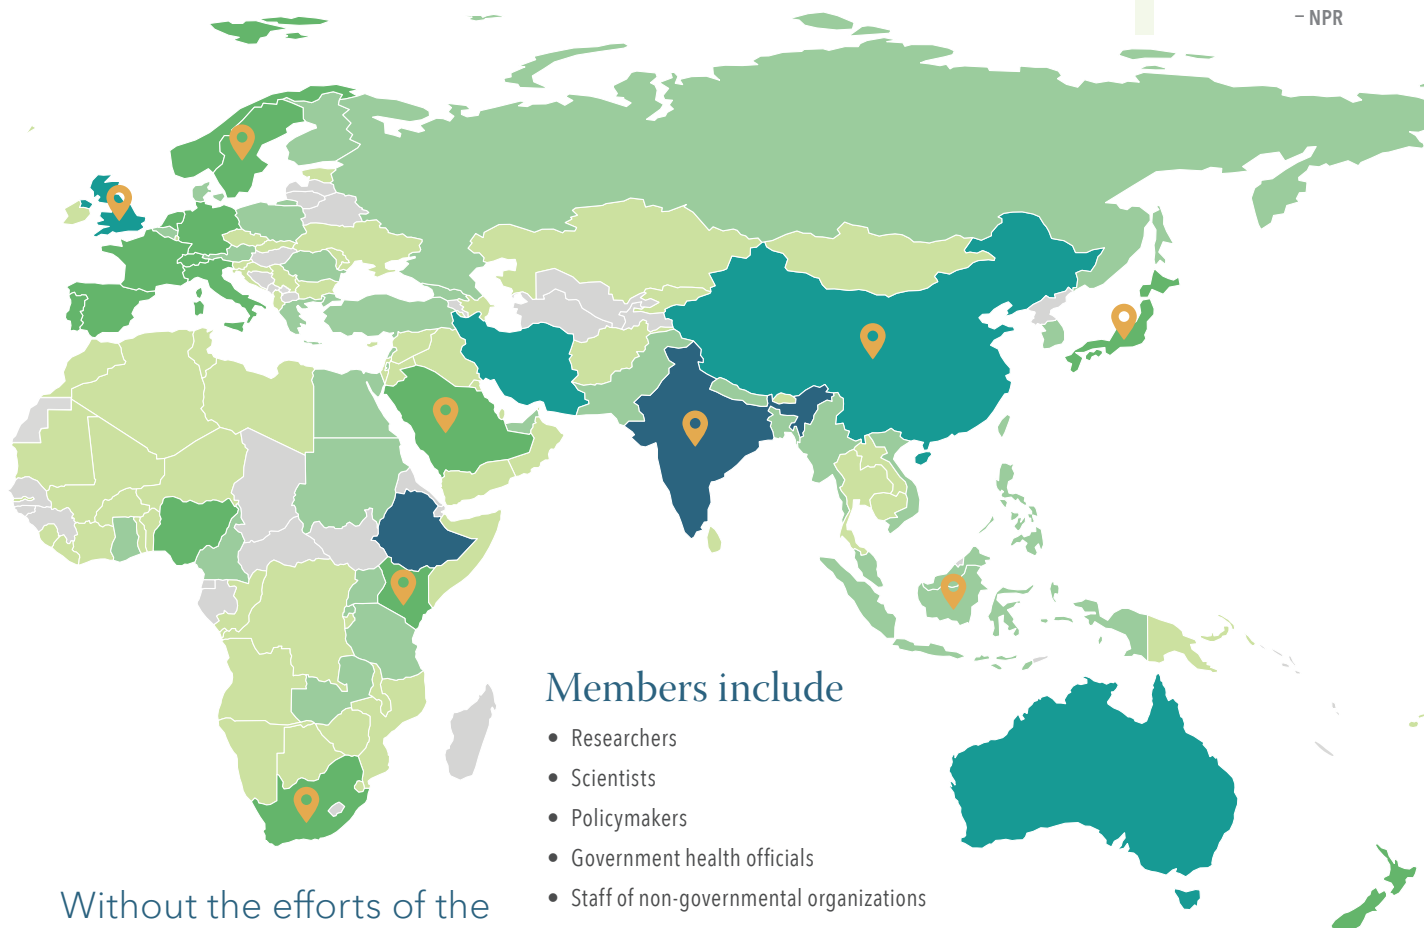 – NPR
Members include
• Researchers
• Scientists
• Policymakers
• Government health officials
• Staff of non-governmental organizations
Without the efforts of the